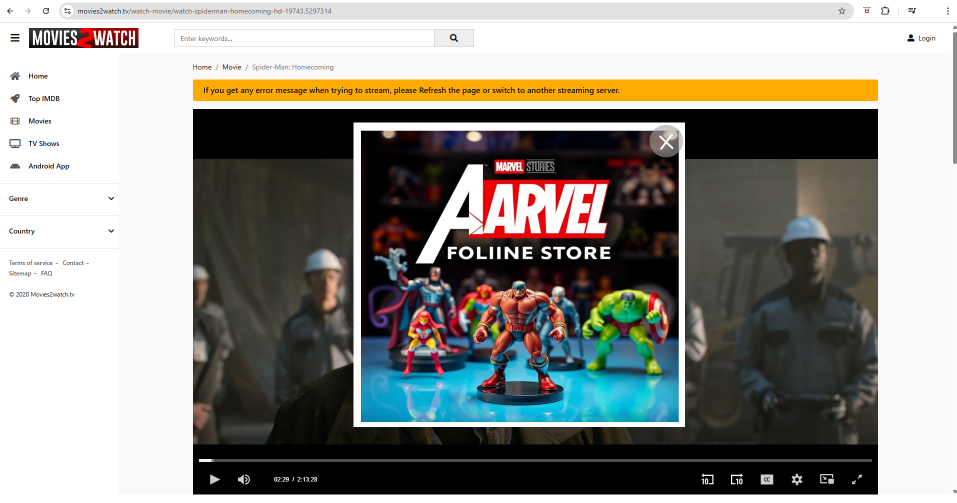 movies2watch.tv/watch-movie/watch-spiderman-homecoming-hd-19743.5297314
MOVIES2WATCH
Enter keywords...
Login
Home
Top IMDB
Movies
TV Shows
Android App
Genre
Country
Terms of service - Contact -
Sitemap - FAQ
© 2020 Movies2watch.tv
Home / Movie / Spider-Man: Homecoming
If you get any error message when trying to stream, please Refresh the page or switch to another streaming server.
MARVEL STUDIES
AARVEL
FOLIINE STORE
02:29 / 2:13:28
10
10
CC